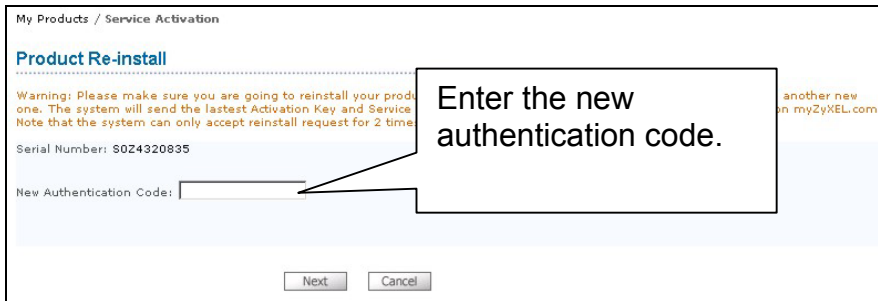 My Products / Service Activation
Product Re-install
Warning: Please make sure you are going to reinstall your another new
one. The system will send the lastest Activation Key and Service on myZyXEL.com
Note that the system can only accept reinstall request for 2
Serial Number: S0Z4320835
New Authentication Code:
Enter the new
authentication code.
Next Cancel